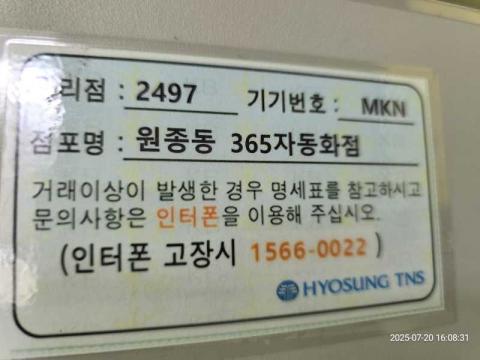 리점 : 2497 기기번호 : MKN
점포명 : 원종동 365자동화점
거래이상이 발생한 경우 명세표를 참고하시고
문의사항은 인터폰을 이용해 주십시오.
(인터폰 고장시 1566-0022)
HYOSUNG TNS
2025-07-20 16:08:31